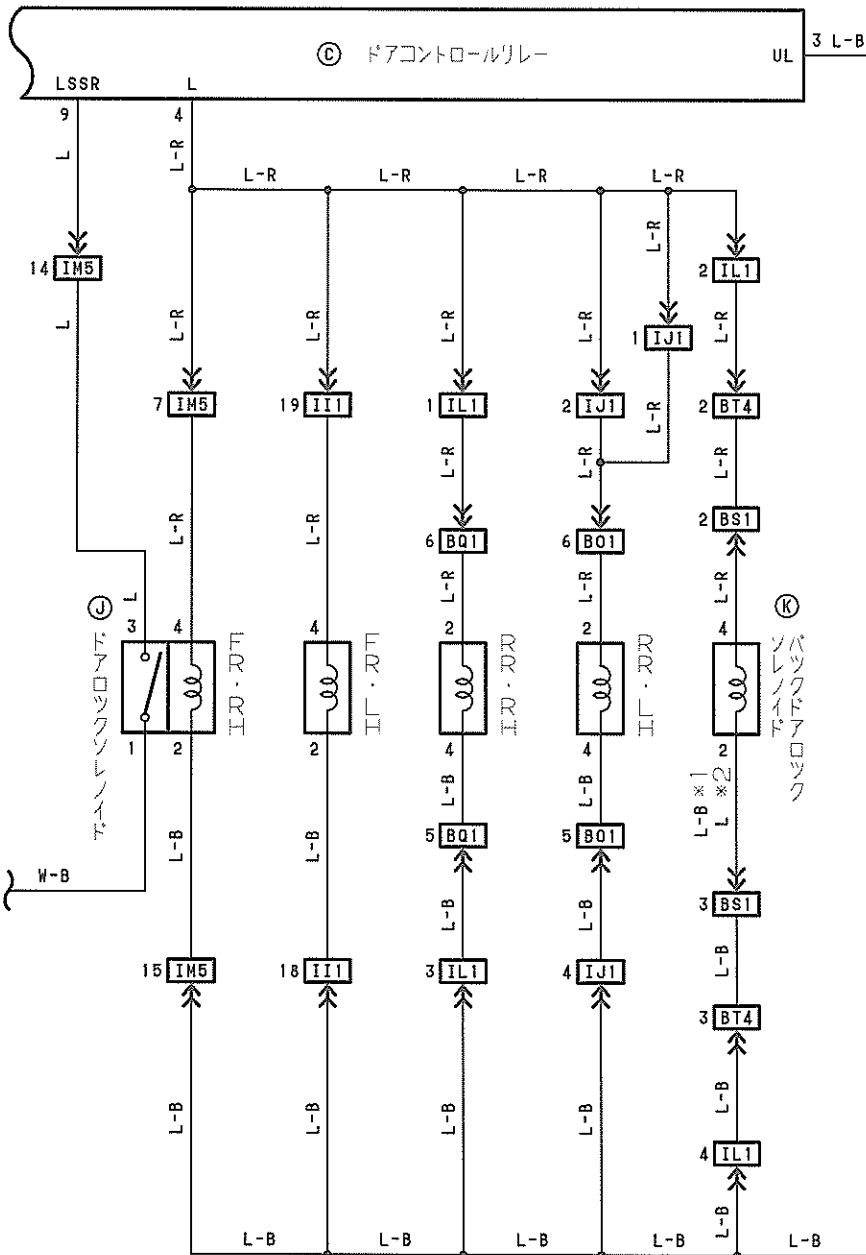 Ⓒ ドアコントロールリレー
UL
3 L-B
LSSR
L
9
4
L
L-R
L-R L-R L-R L-R
L-R
14 IM5
2 IL1
L
L-R
L-R
L-R
L-R
1 IJ1
L-R
7 IM5
19 II1
1 IL1
2 IJ1
2 BT4
L-R
L-R
L-R
L-R
L-R
L-R
6 BQ1
6 BO1
2 BS1
L
L-R
L-R
L-R
Ⓙ
ドアロックソレノイド
3
4
4
2
2
4
FR・RH
FR・LH
RR・RH
RR・LH
Ⓚ
バックドアロック
ソレノイド
1
2
2
4
4
2
L-B
L-B
L-B
L-B
L-B *1
L *2
5 BQ1
5 BO1
W-B
L-B
L-B
3 BS1
15 IM5
18 II1
3 IL1
4 IJ1
L-B
3 BT4
L-B
L-B
L-B
L-B
L-B
4 IL1
L-B
L-B L-B L-B L-B L-B